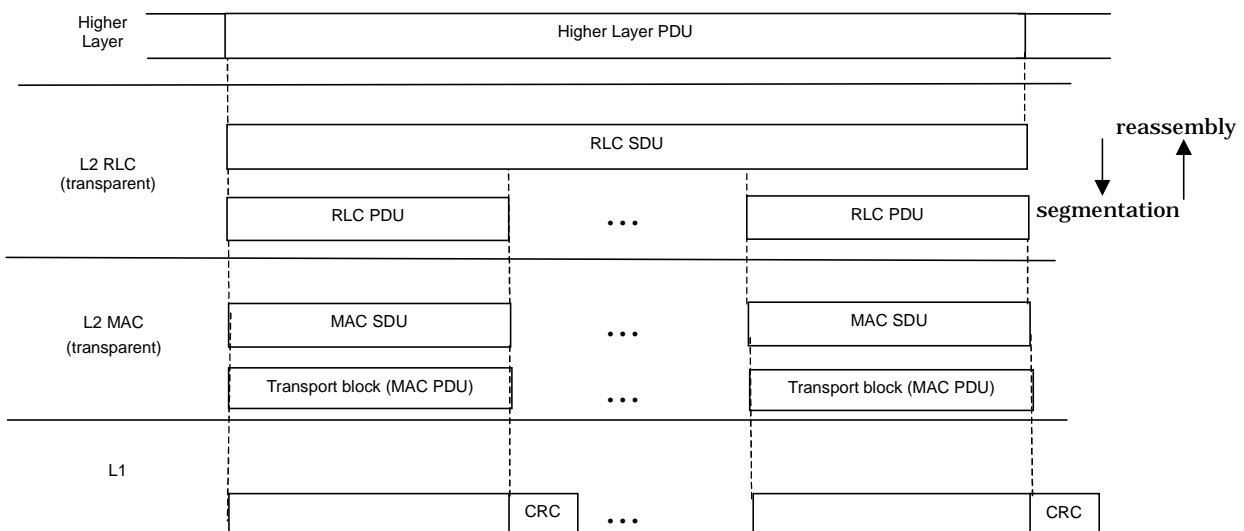 Higher
Layer
Higher Layer PDU
RLC SDU
reassembly
L2 RLC
(transparent)
RLC PDU
...
RLC PDU
segmentation
L2 MAC
(transparent)
MAC SDU
...
MAC SDU
Transport block (MAC PDU)
...
Transport block (MAC PDU)
L1
CRC
...
CRC